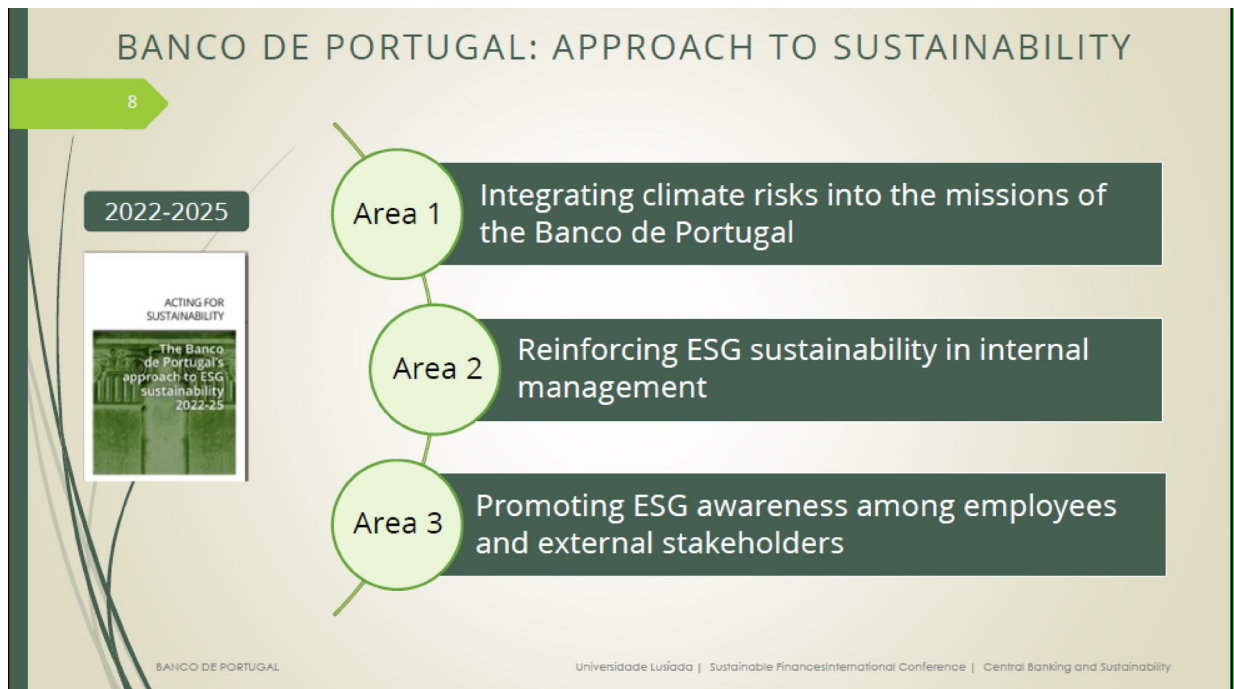 BANCO DE PORTUGAL: APPROACH TO SUSTAINABILITY
8
2022-2025
ACTING FOR
SUSTAINABILITY
The Banco
de Portugal's
approach to ESG
sustainability
2022-25
Area 1
Integrating climate risks into the missions of
the Banco de Portugal
Area 2
Reinforcing ESG sustainability in internal
management
Area 3
Promoting ESG awareness among employees
and external stakeholders
BANCO DE PORTUGAL
Universidade Lusíada | Sustainable FinancesInternational Conference | Central Banking and Sustainability